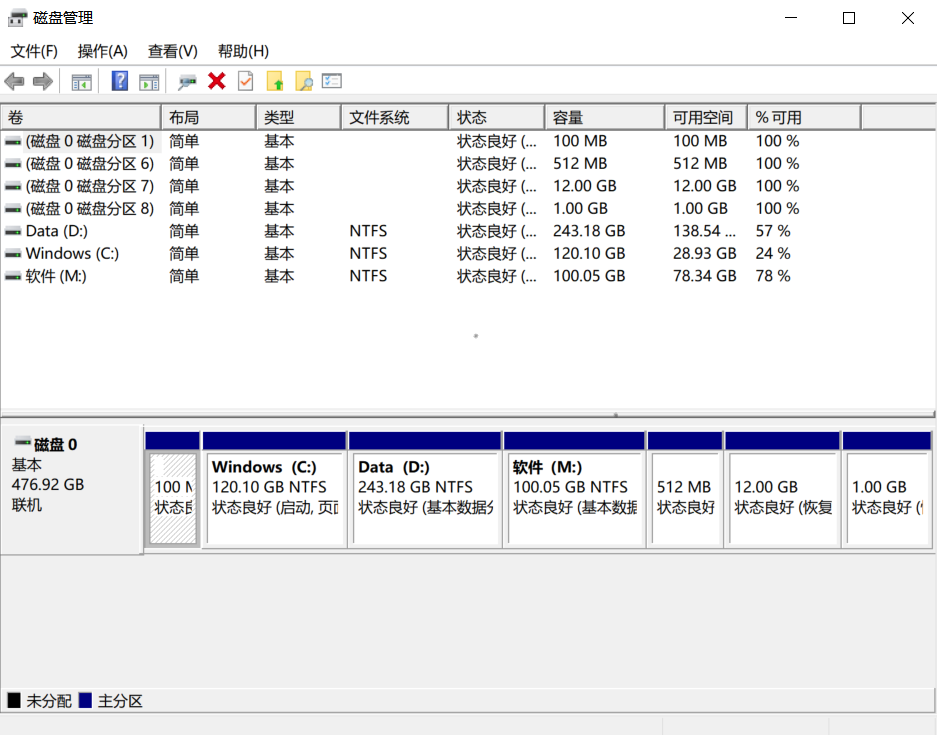 磁盘管理
文件(F) 操作(A) 查看(V) 帮助(H)
卷 布局 类型 文件系统 状态 容量 可用空间 % 可用
(磁盘 0 磁盘分区 1) 简单 基本 状态良好 (... 100 MB 100 MB 100 %
(磁盘 0 磁盘分区 6) 简单 基本 状态良好 (... 512 MB 512 MB 100 %
(磁盘 0 磁盘分区 7) 简单 基本 状态良好 (... 12.00 GB 12.00 GB 100 %
(磁盘 0 磁盘分区 8) 简单 基本 状态良好 (... 1.00 GB 1.00 GB 100 %
Data (D:) 简单 基本 NTFS 状态良好 (... 243.18 GB 138.54 ... 57 %
Windows (C:) 简单 基本 NTFS 状态良好 (... 120.10 GB 28.93 GB 24 %
软件 (M:) 简单 基本 NTFS 状态良好 (... 100.05 GB 78.34 GB 78 %
磁盘 0
基本
476.92 GB
联机
100 M
状态良
Windows (C:)
120.10 GB NTFS
状态良好 (启动, 页面
Data (D:)
243.18 GB NTFS
状态良好 (基本数据分
软件 (M:)
100.05 GB NTFS
状态良好 (基本数据
512 MB
状态良好
12.00 GB
状态良好 (恢复
1.00 GB
状态良好 (
未分配 主分区